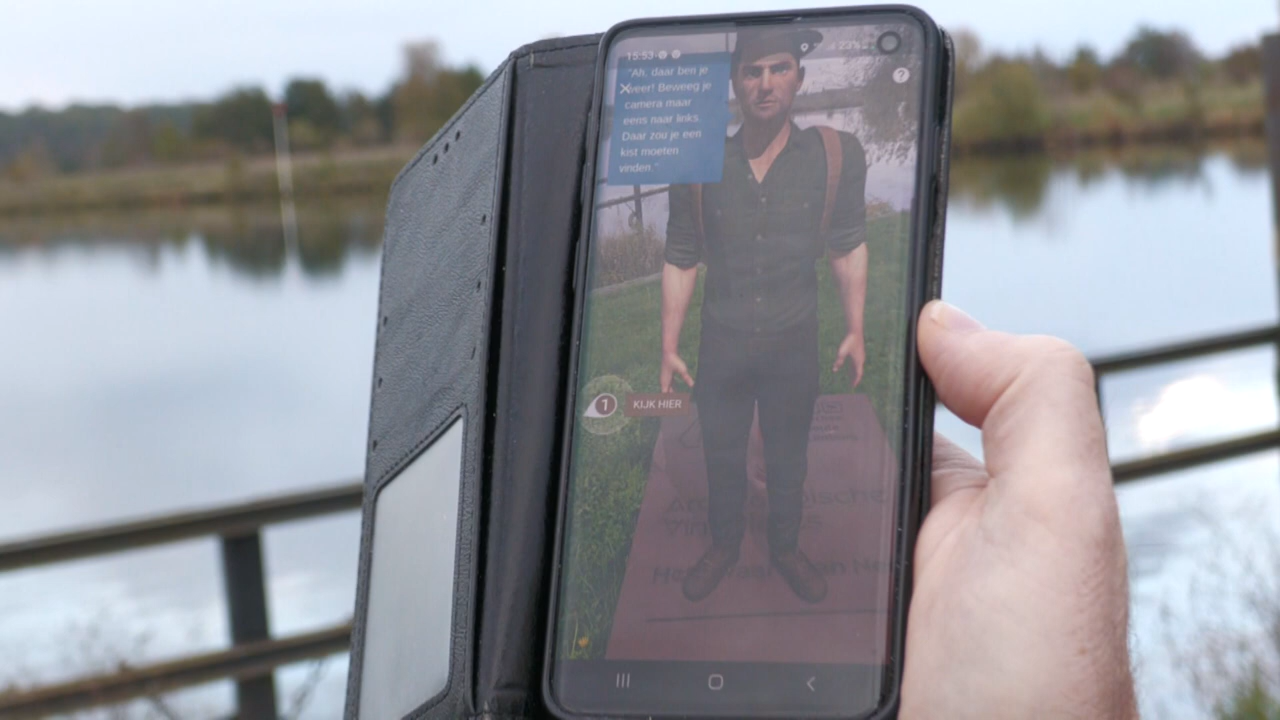 15:53
23%
"Ah, daar ben je
weer! Beweeg je
camera maar
eens naar links.
Daar zou je een
kist moeten
vinden."
?
1
KIJK HIER